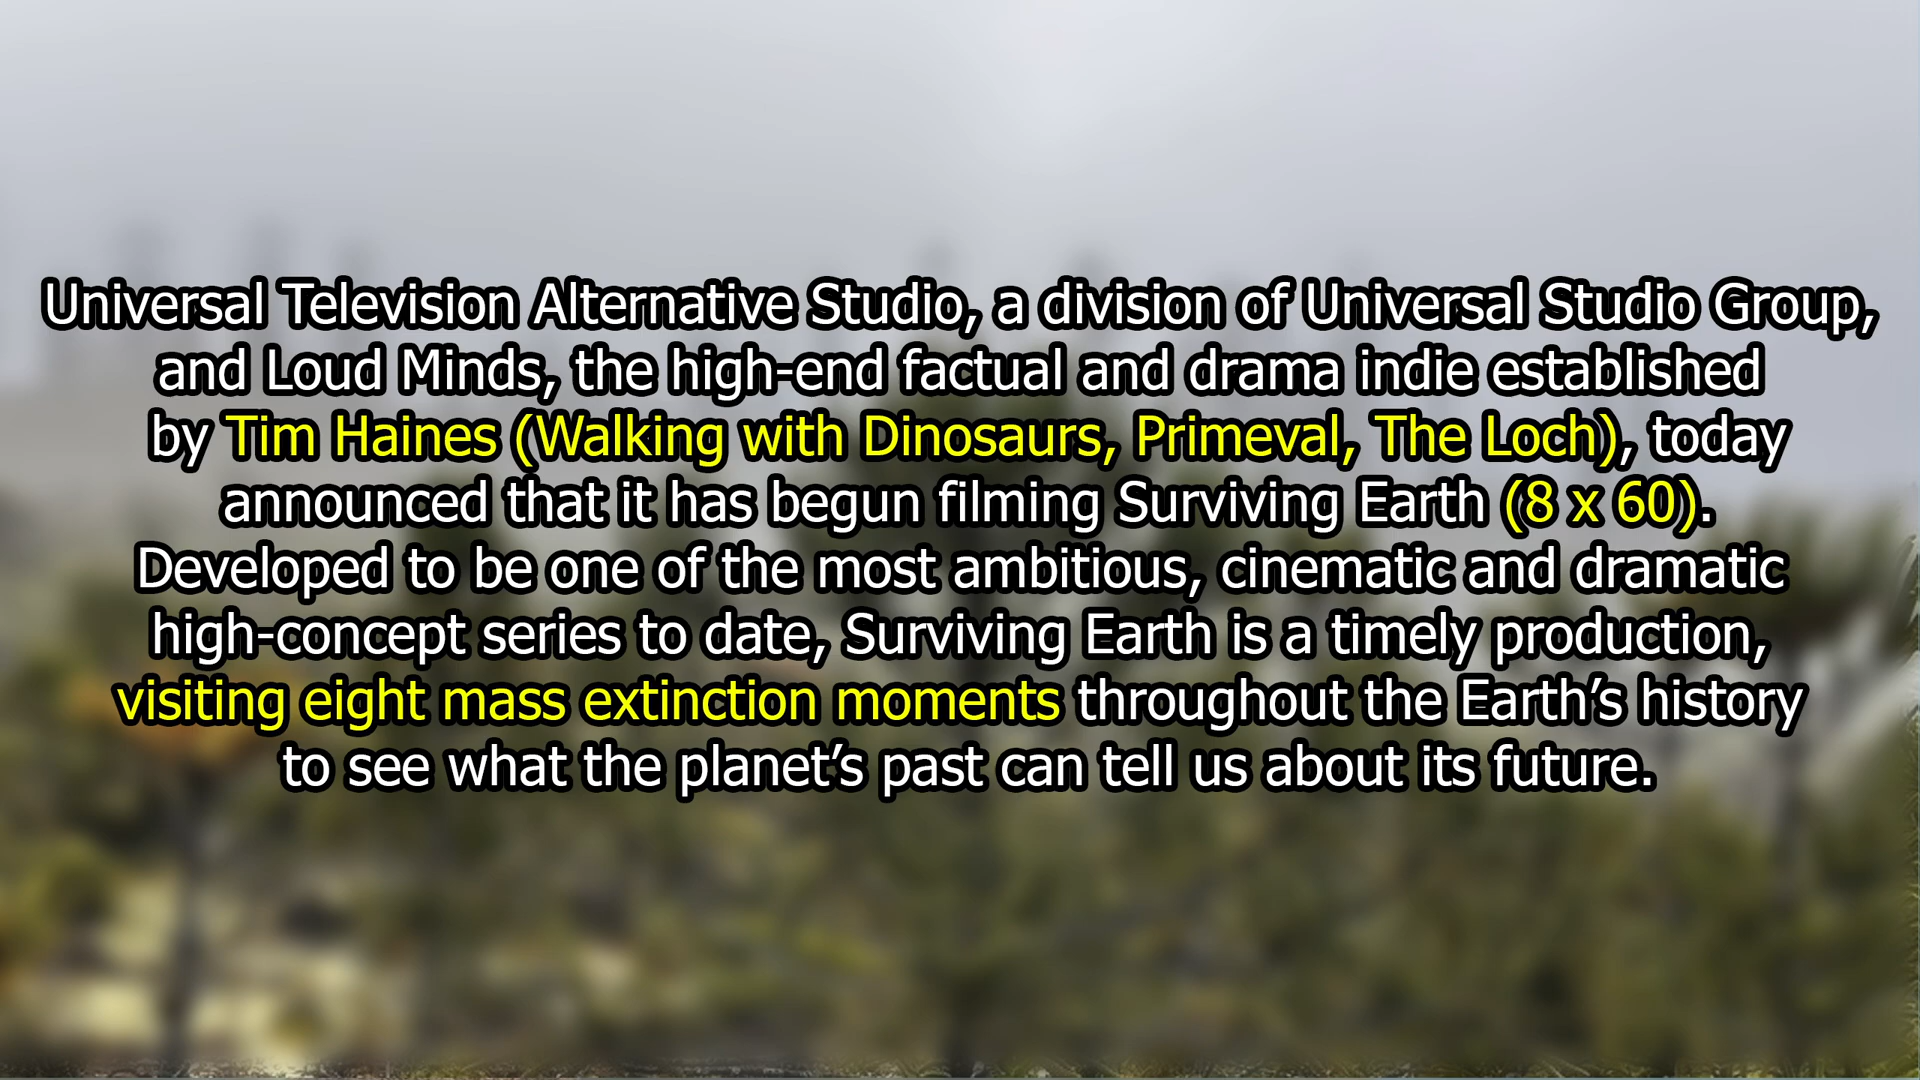 Universal Television Alternative Studio, a division of Universal Studio Group,
and Loud Minds, the high-end factual and drama indie established
by Tim Haines (Walking with Dinosaurs, Primeval, The Loch), today
announced that it has begun filming Surviving Earth (8 x 60).
Developed to be one of the most ambitious, cinematic and dramatic
high-concept series to date, Surviving Earth is a timely production,
visiting eight mass extinction moments throughout the Earth’s history
to see what the planet’s past can tell us about its future.